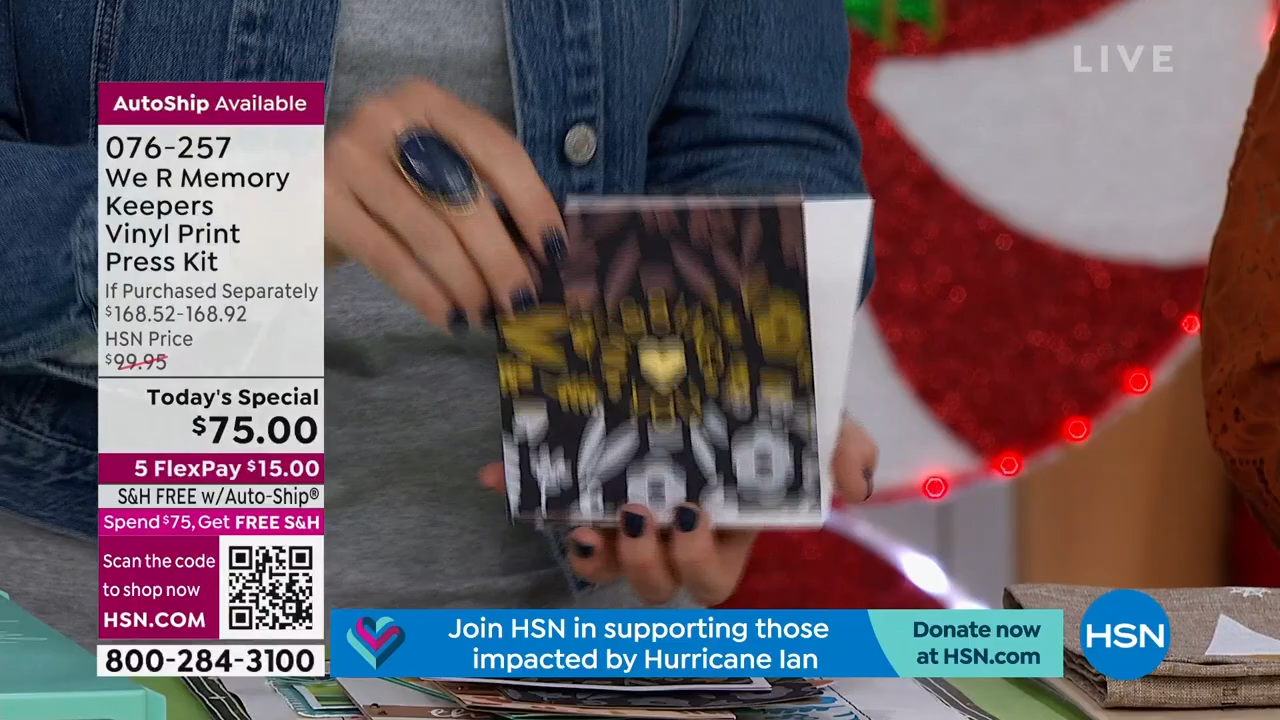 LIVE
AutoShip Available
076-257
We R Memory
Keepers
Vinyl Print
Press Kit
If Purchased Separately
$168.52-168.92
HSN Price
$99.95
Today's Special
$75.00
5 FlexPay $15.00
S&H FREE w/Auto-Ship®
Spend $75, Get FREE S&H
Scan the code
to shop now
HSN.COM
800-284-3100
Join HSN in supporting those
impacted by Hurricane Ian
Donate now
at HSN.com
HSN